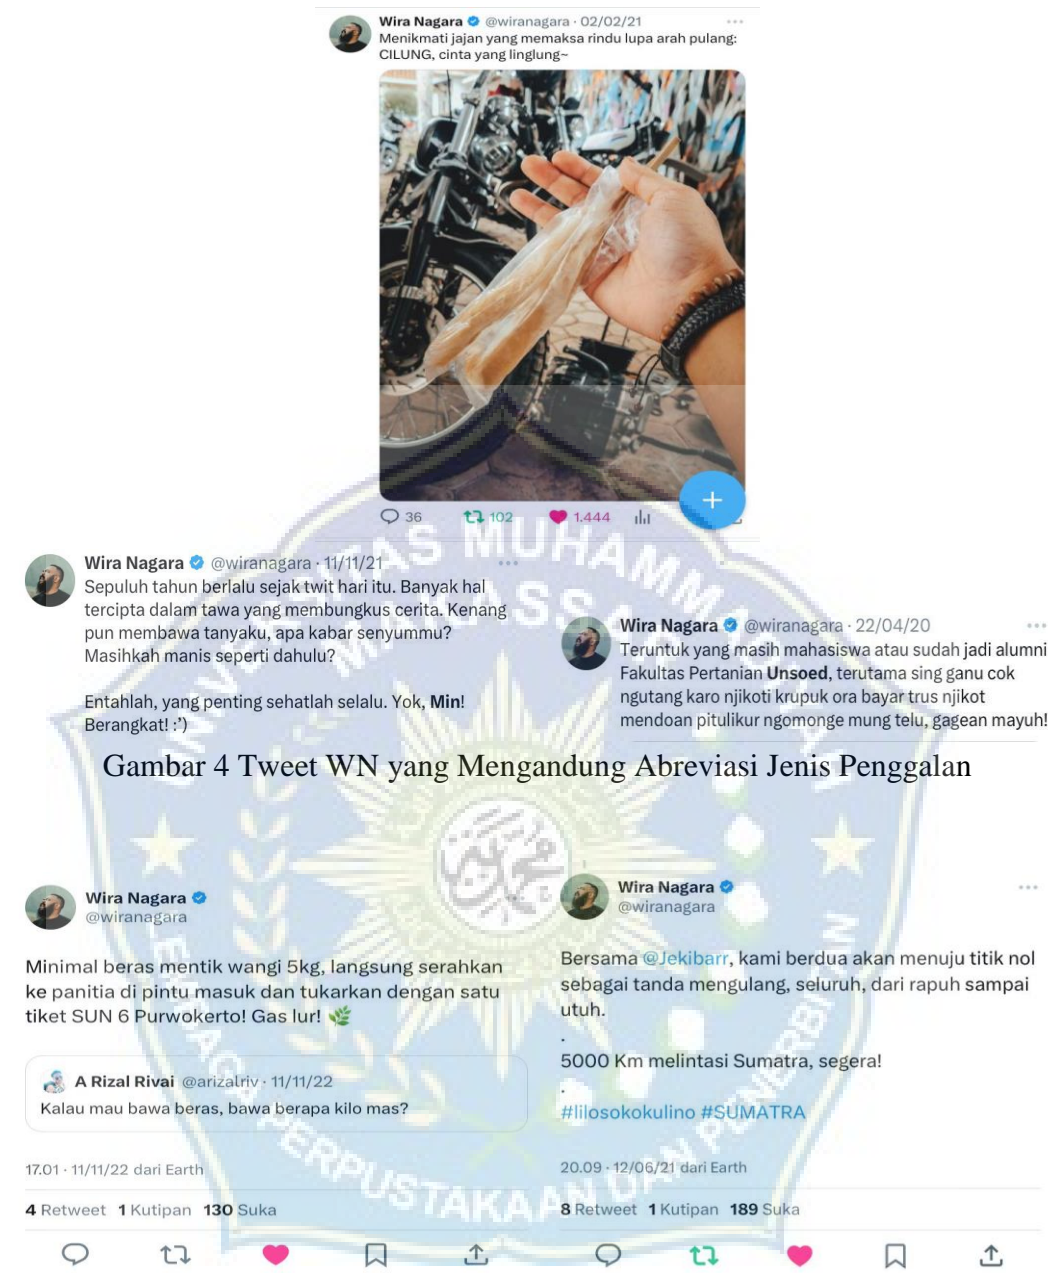 Wira Nagara @wiranagara · 02/02/21
Menikmati jajan yang memaksa rindu lupa arah pulang:
CILUNG, cinta yang linglung~
36 102 1.444
Wira Nagara @wiranagara · 11/11/21
Sepuluh tahun berlalu sejak twit hari itu. Banyak hal
tercipta dalam tawa yang membungkus cerita. Kenang
pun membawa tanyaku, apa kabar senyummu?
Masihkah manis seperti dahulu?
Entahlah, yang penting sehatlah selalu. Yok, Min!
Berangkat! :')
Wira Nagara @wiranagara · 22/04/20
Teruntuk yang masih mahasiswa atau sudah jadi alumni
Fakultas Pertanian Unsoed, terutama sing ganu cok
ngutang karo njikoti krupuk ora bayar trus njikot
mendoan pitulikur ngomonge mung telu, gagean mayuh!
Gambar 4 Tweet WN yang Mengandung Abreviasi Jenis Penggalan
Wira Nagara
@wiranagara
Minimal beras mentik wangi 5kg, langsung serahkan
ke panitia di pintu masuk dan tukarkan dengan satu
tiket SUN 6 Purwokerto! Gas lur! 🌿
A Rizal Rivai @arizalriv · 11/11/22
Kalau mau bawa beras, bawa berapa kilo mas?
17.01 · 11/11/22 dari Earth
4 Retweet 1 Kutipan 130 Suka
Wira Nagara
@wiranagara
Bersama @Jekibarr, kami berdua akan menuju titik nol
sebagai tanda mengulang, seluruh, dari rapuh sampai
utuh.
.
5000 Km melintasi Sumatra, segera!
.
#lilosokokulino #SUMATRA
20.09 · 12/06/21 dari Earth
8 Retweet 1 Kutipan 189 Suka